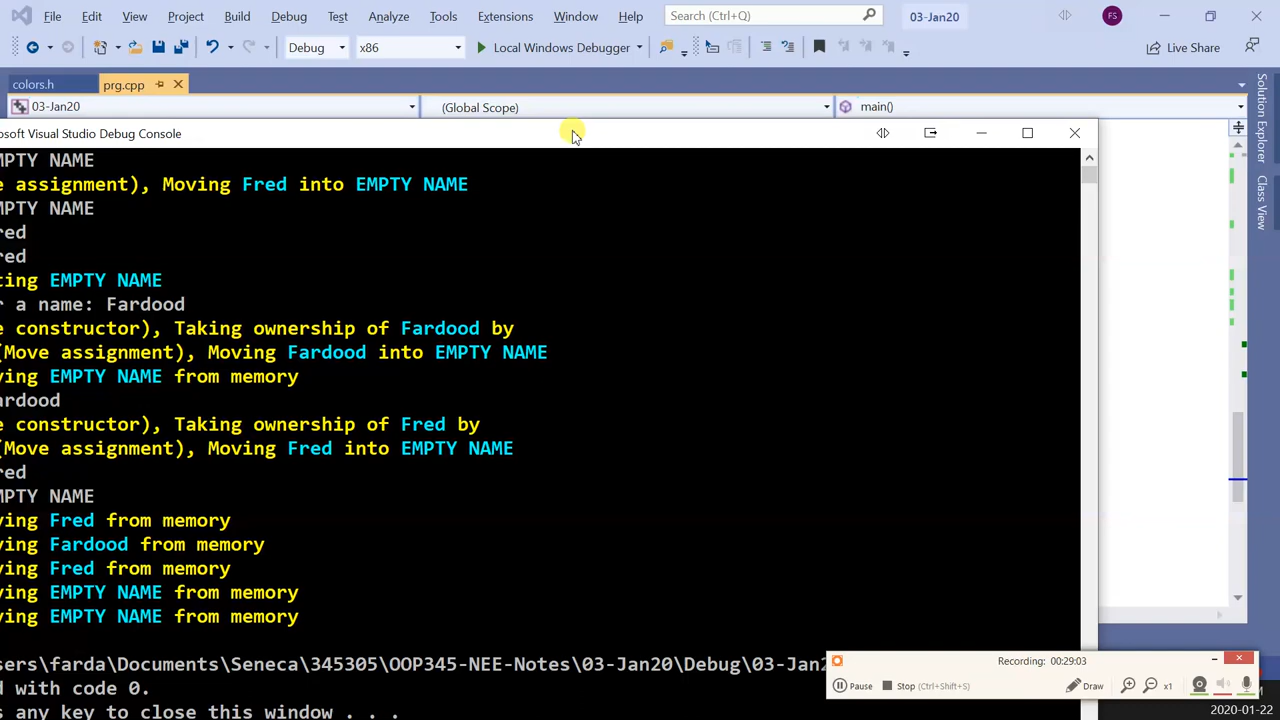 File Edit View Project Build Debug Test Analyze Tools Extensions Window Help Search (Ctrl+Q) 03-Jan20 FS
Debug x86 Local Windows Debugger Live Share
colors.h prg.cpp
03-Jan20 (Global Scope) main()
osoft Visual Studio Debug Console
MPTY NAME
e assignment), Moving Fred into EMPTY NAME
MPTY NAME
red
red
ting EMPTY NAME
r a name: Fardood
e constructor), Taking ownership of Fardood by
(Move assignment), Moving Fardood into EMPTY NAME
ving EMPTY NAME from memory
ardood
e constructor), Taking ownership of Fred by
(Move assignment), Moving Fred into EMPTY NAME
red
MPTY NAME
ving Fred from memory
ving Fardood from memory
ving Fred from memory
ving EMPTY NAME from memory
ving EMPTY NAME from memory
sers\farda\Documents\Seneca\345305\OOP345-NEE-Notes\03-Jan20\Debug\03-Jan2
d with code 0.
s any key to close this window . . .
Solution Explorer
Class View
Recording: 00:29:03
Pause Stop (Ctrl+Shift+S) Draw x1
2020-01-22